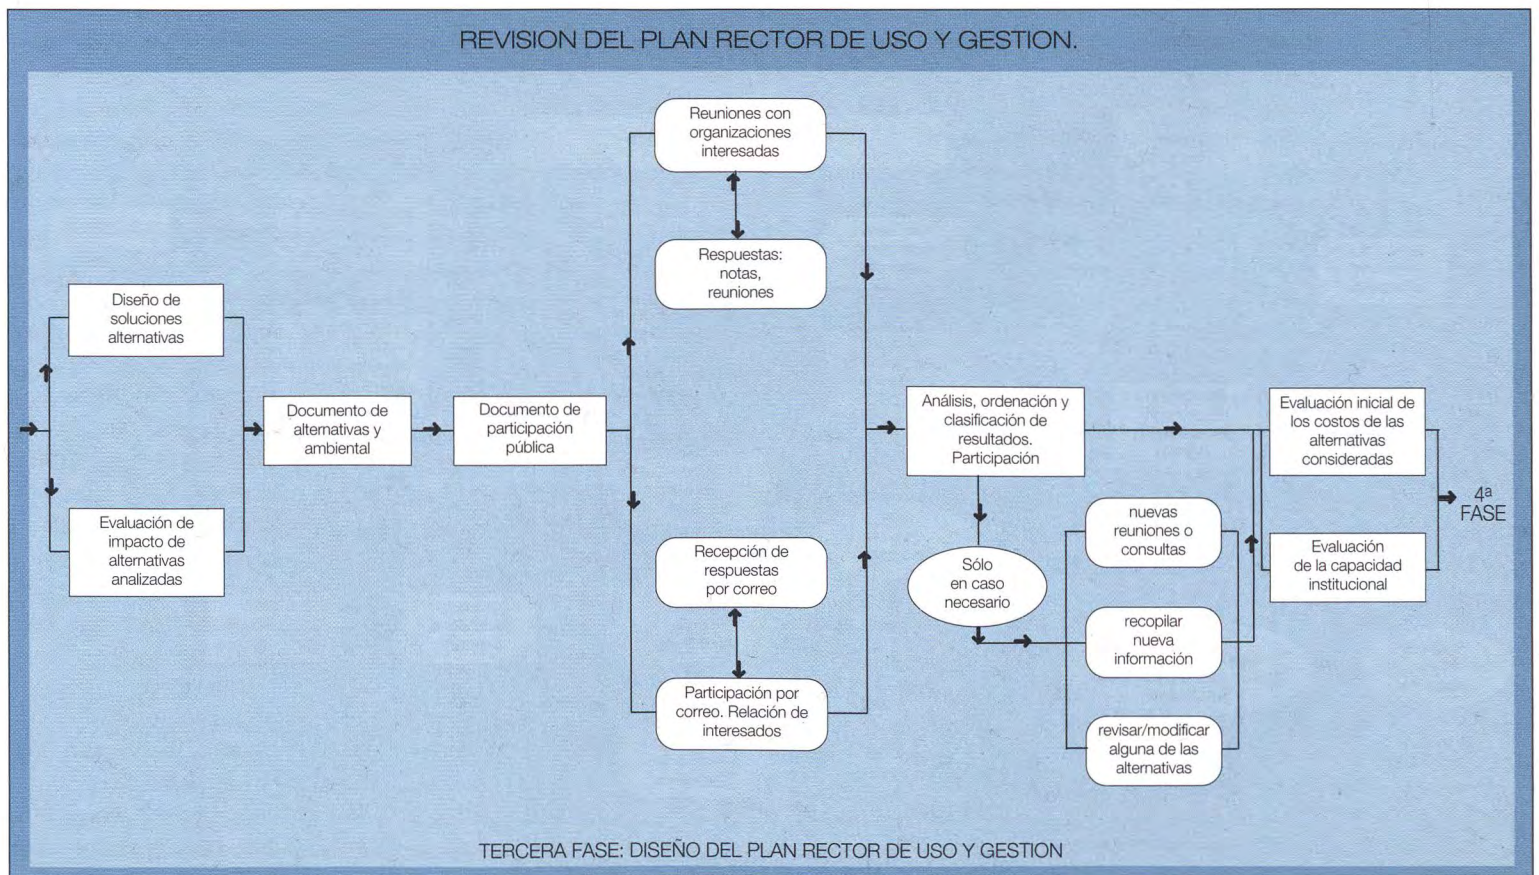 REVISION DEL PLAN RECTOR DE USO Y GESTION.
Diseño de
soluciones
alternativas
Evaluación de
impacto de
alternativas
analizadas
Documento de
alternativas y
ambiental
Documento de
participación
pública
Reuniones con
organizaciones
interesadas
Respuestas:
notas,
reuniones
Recepción de
respuestas
por correo
Participación por
correo. Relación de
interesados
Análisis, ordenación y
clasificación de
resultados.
Participación
Sólo
en caso
necesario
nuevas
reuniones o
consultas
recopilar
nueva
información
revisar/modificar
alguna de las
alternativas
Evaluación inicial de
los costos de las
alternativas
consideradas
Evaluación
de la capacidad
institucional
4ª
FASE
TERCERA FASE: DISEÑO DEL PLAN RECTOR DE USO Y GESTION